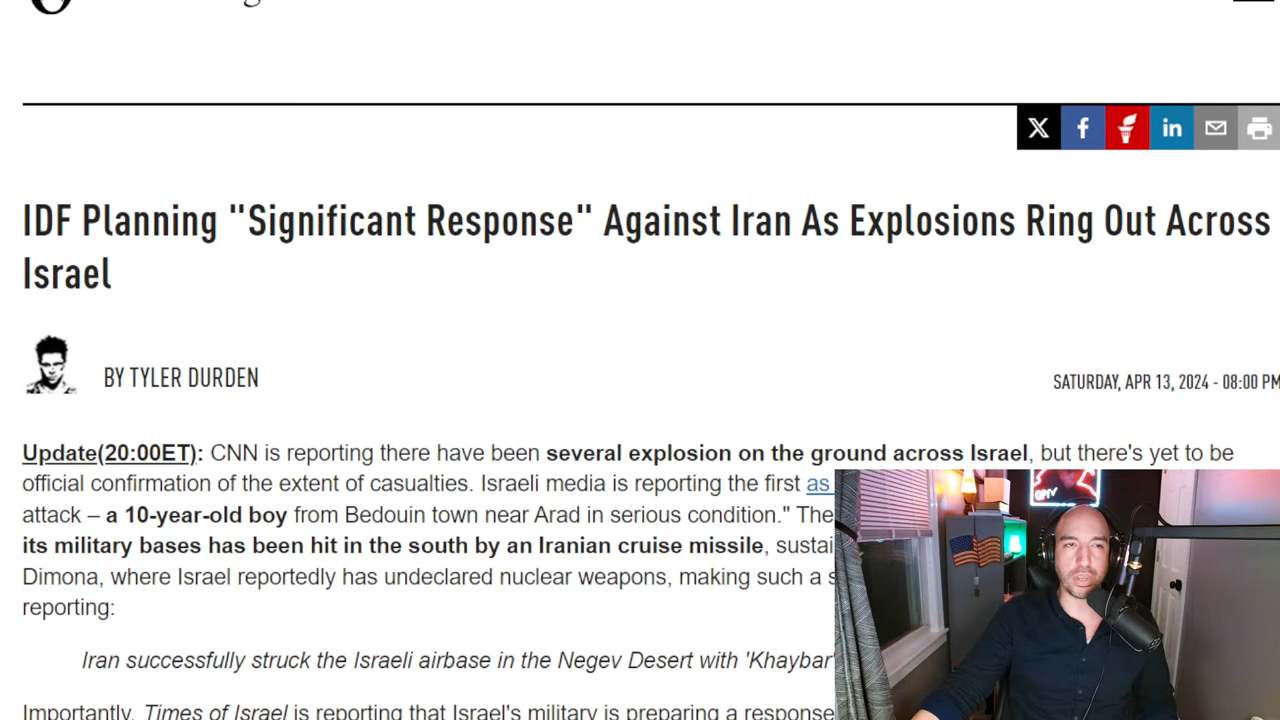 IDF Planning "Significant Response" Against Iran As Explosions Ring Out Across
Israel
BY TYLER DURDEN
SATURDAY, APR 13, 2024 - 08:00 PM
Update(20:00ET): CNN is reporting there have been several explosion on the ground across Israel, but there's yet to be
official confirmation of the extent of casualties. Israeli media is reporting the first as
attack – a 10-year-old boy from Bedouin town near Arad in serious condition." The
its military bases has been hit in the south by an Iranian cruise missile, sustai
Dimona, where Israel reportedly has undeclared nuclear weapons, making such a s
reporting:
Iran successfully struck the Israeli airbase in the Negev Desert with 'Khaybar'
Importantly, Times of Israel is reporting that Israel's military is preparing a response